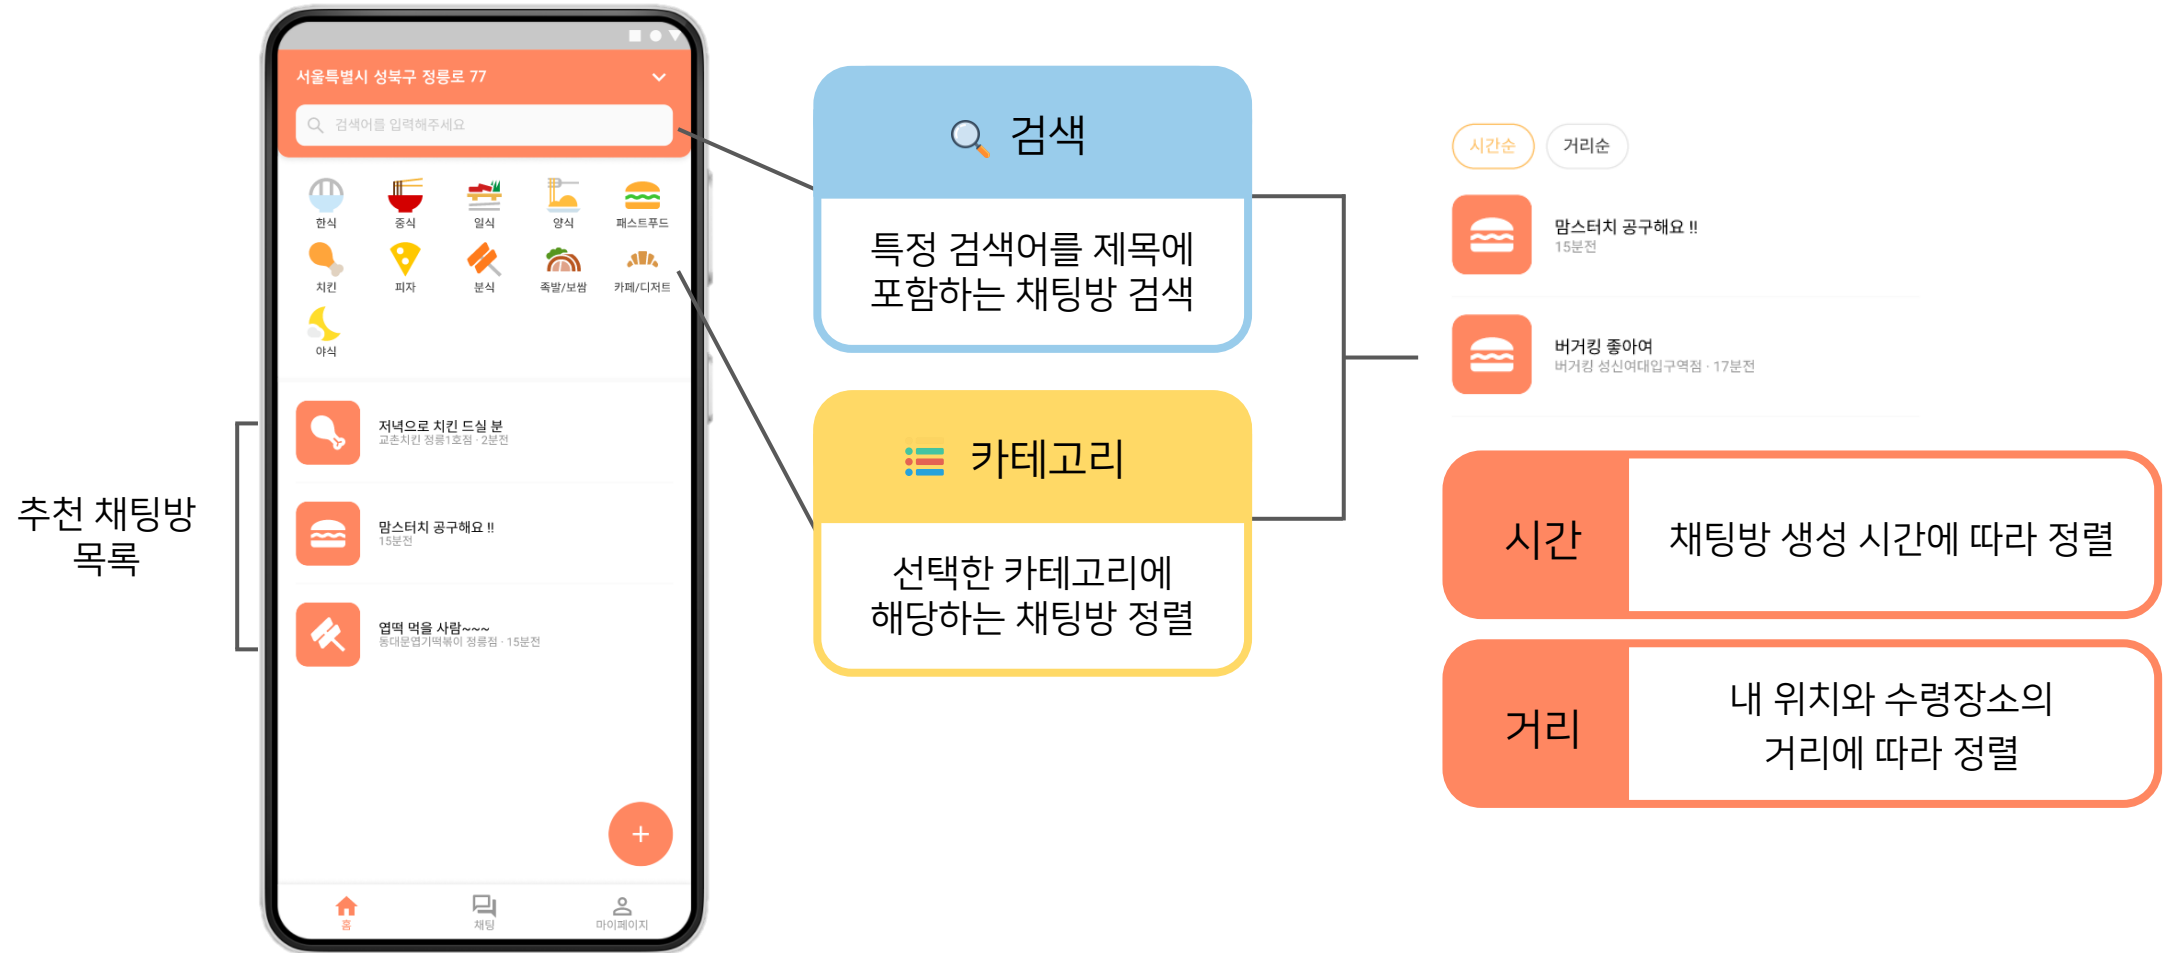 추천 채팅방
목록
서울특별시 성북구 정릉로 77
검색어를 입력해주세요
한식
중식
일식
양식
패스트푸드
치킨
피자
분식
족발/보쌈
카페/디저트
야식
저녁으로 치킨 드실 분
교촌치킨 정릉1호점 · 2분전
맘스터치 공구해요 !!
15분전
엽떡 먹을 사람~~~
동대문엽기떡볶이 정릉점 · 15분전
+
홈
채팅
마이페이지
검색
특정 검색어를 제목에
포함하는 채팅방 검색
카테고리
선택한 카테고리에
해당하는 채팅방 정렬
시간순
거리순
맘스터치 공구해요 !!
15분전
버거킹 좋아여
버거킹 성신여대입구역점 · 17분전
시간
채팅방 생성 시간에 따라 정렬
거리
내 위치와 수령장소의
거리에 따라 정렬